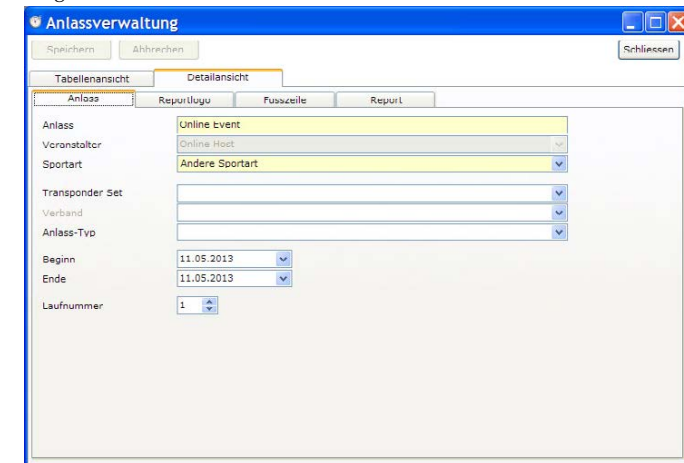 Anlassverwaltung
Speichern Abbrechen Schliessen
Tabellenansicht Detailansicht
Anlass Reportlogo Fusszeile Report
Anlass Online Event
Veranstalter Online Host
Sportart Andere Sportart
Transponder Set
Verband
Anlass-Typ
Beginn 11.05.2013
Ende 11.05.2013
Laufnummer 1